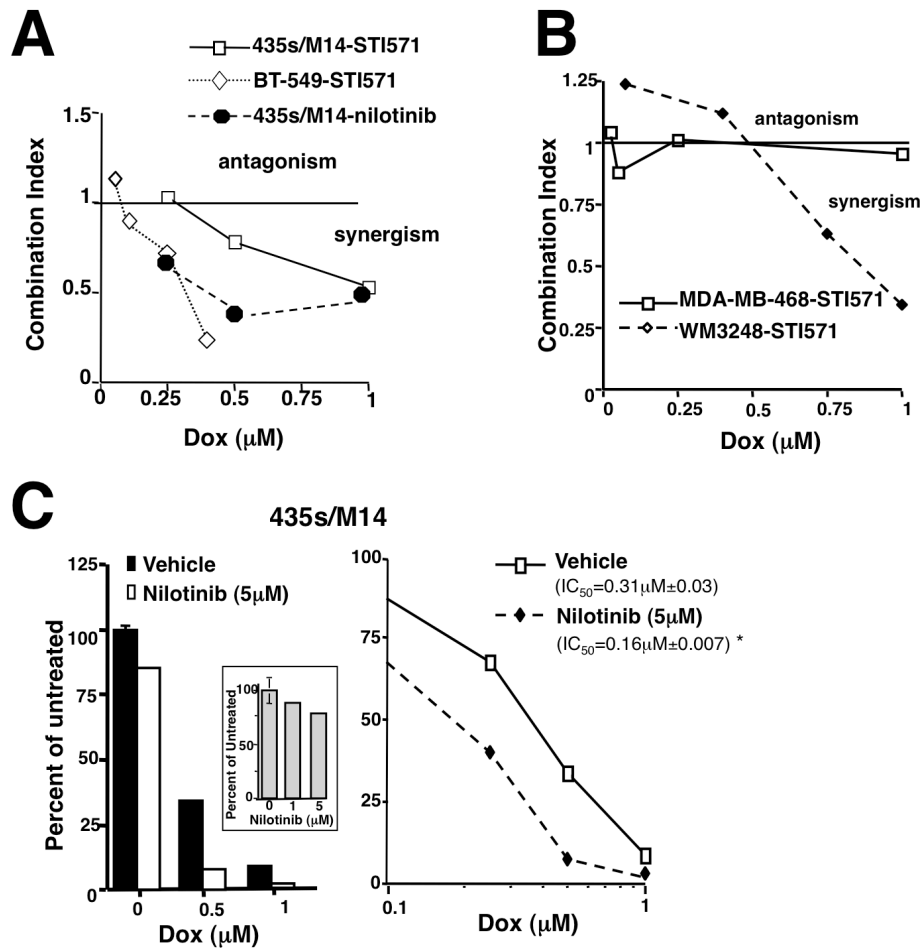 A
435s/M14-STI571
BT-549-STI571
435s/M14-nilotinib
1.5
1
0.5
0
Combination Index
antagonism
synergism
0 0.25 0.5 0.75 1
Dox (µM)
B
1.25
1
0.75
0.5
0.25
0
Combination Index
antagonism
synergism
MDA-MB-468-STI571
WM3248-STI571
0 0.25 0.5 0.75 1
Dox (µM)
C
435s/M14
Vehicle
Nilotinib (5µM)
125
100
75
50
25
0
Percent of untreated
0 0.5 1
Dox (µM)
100
50
0
Percent of Untreated
0 1 5
Nilotinib (µM)
100
75
50
25
0
Vehicle
(IC50=0.31µM±0.03)
Nilotinib (5µM)
(IC50=0.16µM±0.007) *
0.1 1
Dox (µM)